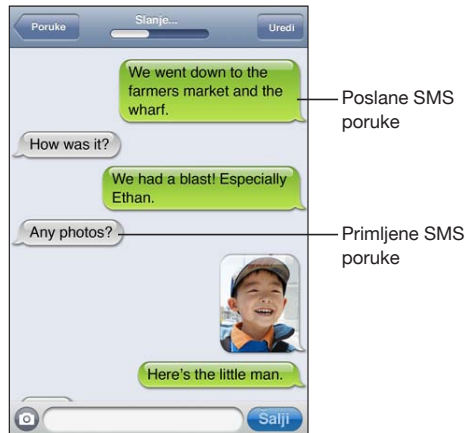 Poruke
Slanje...
Uredi
We went down to the
farmers market and the
wharf.
How was it?
We had a blast! Especially
Ethan.
Any photos?
Here's the little man.
Šalji
Poslane SMS
poruke
Primljene SMS
poruke